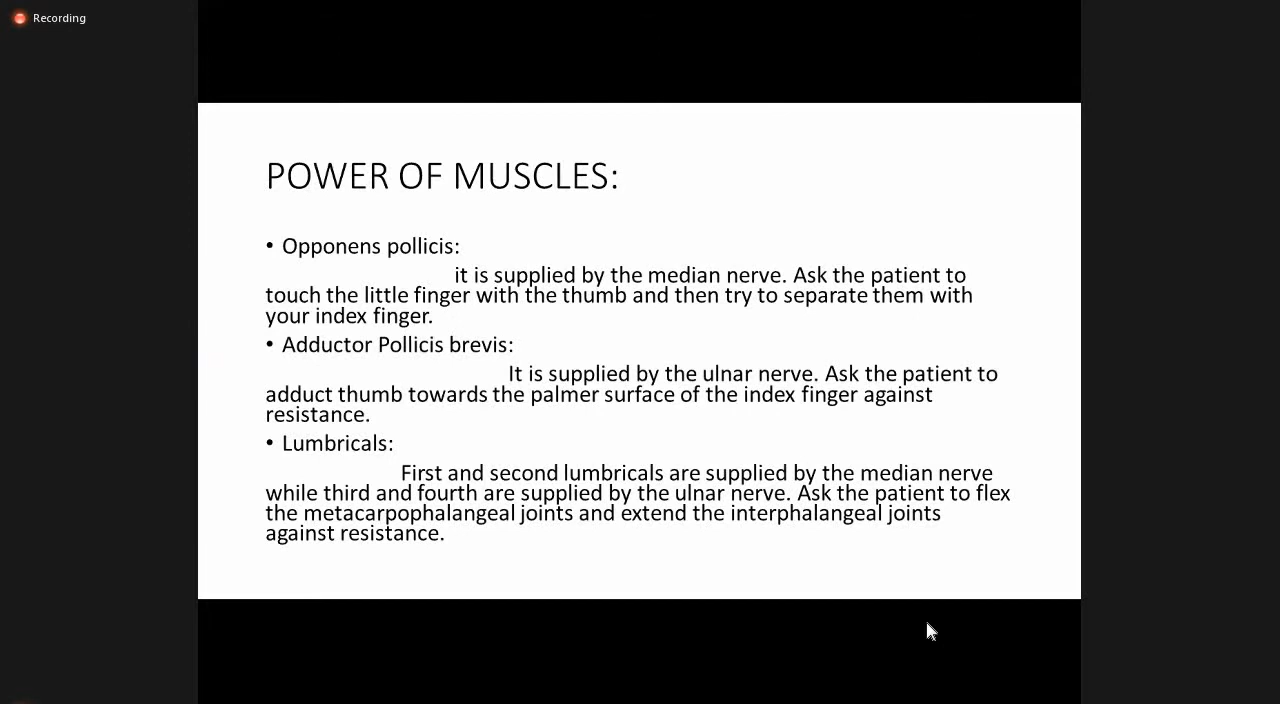 Recording
POWER OF MUSCLES:
• Opponens pollicis:
it is supplied by the median nerve. Ask the patient to
touch the little finger with the thumb and then try to separate them with
your index finger.
• Adductor Pollicis brevis:
It is supplied by the ulnar nerve. Ask the patient to
adduct thumb towards the palmer surface of the index finger against
resistance.
• Lumbricals:
First and second lumbricals are supplied by the median nerve
while third and fourth are supplied by the ulnar nerve. Ask the patient to flex
the metacarpophalangeal joints and extend the interphalangeal joints
against resistance.